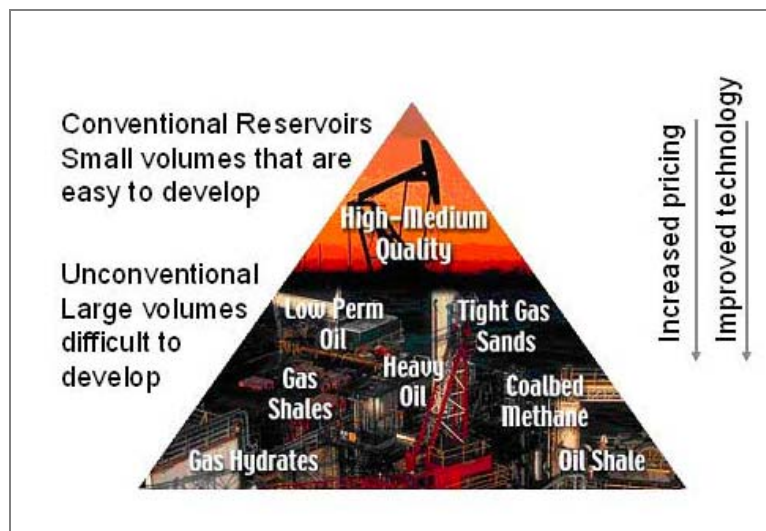 Conventional Reservoirs
Small volumes that are
easy to develop
High-Medium
Quality
Unconventional
Large volumes
difficult to
develop
Low Perm
Oil
Tight Gas
Sands
Gas
Shales
Heavy
Oil
Coalbed
Methane
Gas Hydrates
Oil Shale
Increased pricing
Improved technology